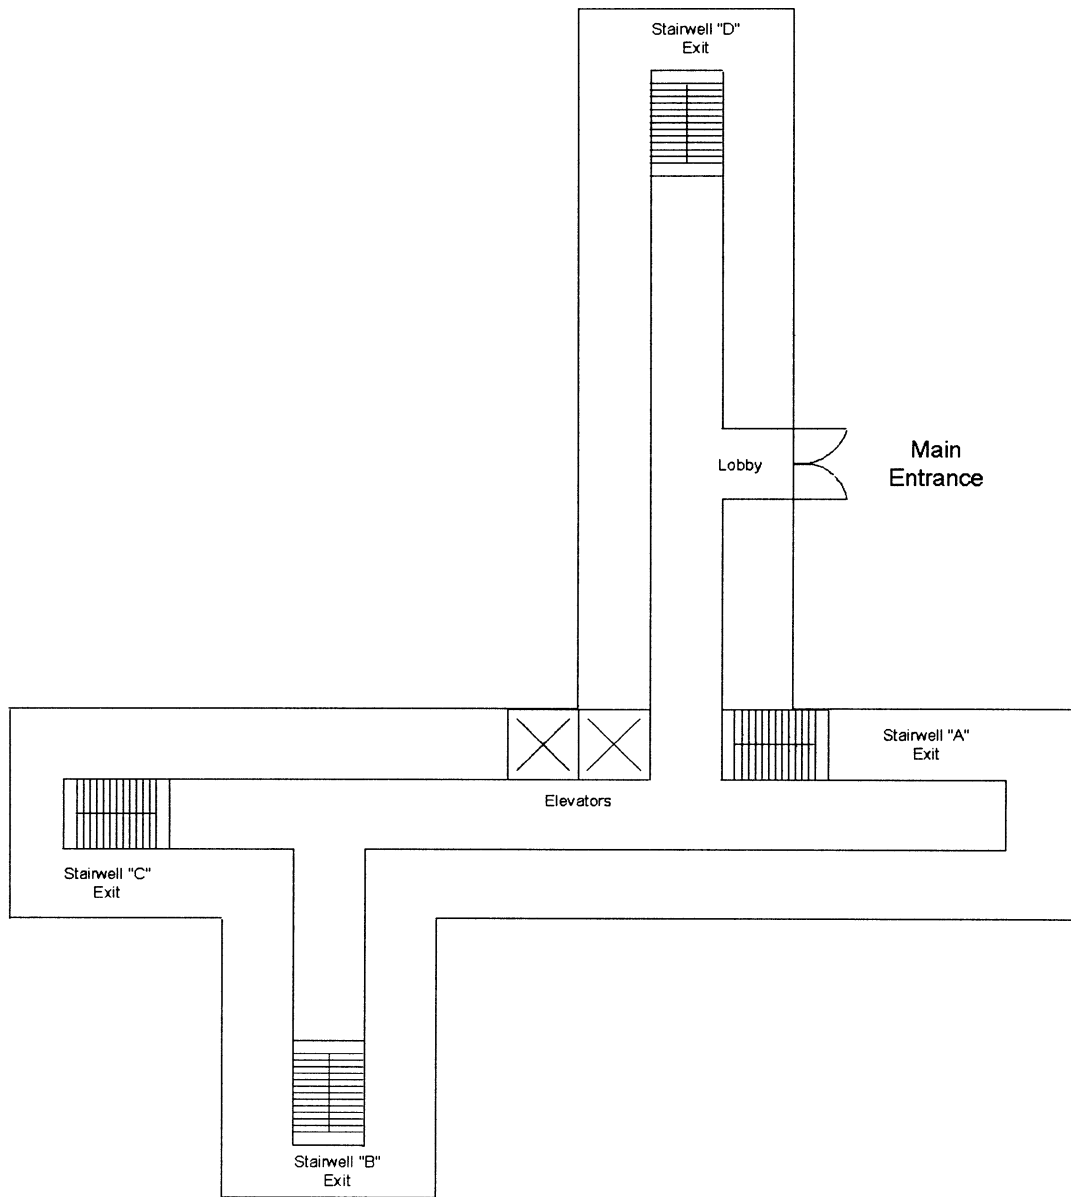 Stairwell "D"
Exit
Lobby
Main
Entrance
Stairwell "A"
Exit
Elevators
Stairwell "C"
Exit
Stairwell "B"
Exit